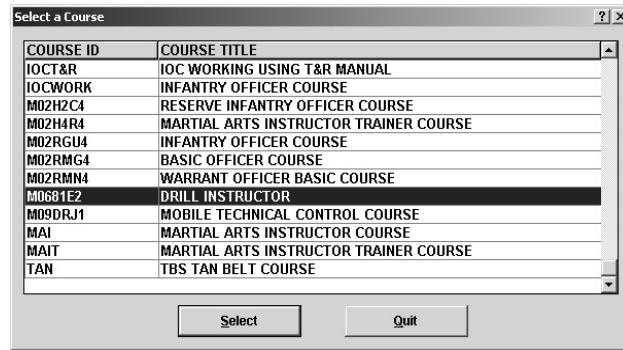 Select a Course
COURSE ID COURSE TITLE
IOCT&R IOC WORKING USING T&R MANUAL
IOCWORK INFANTRY OFFICER COURSE
M02H2C4 RESERVE INFANTRY OFFICER COURSE
M02H4R4 MARTIAL ARTS INSTRUCTOR TRAINER COURSE
M02RGU4 INFANTRY OFFICER COURSE
M02RMG4 BASIC OFFICER COURSE
M02RMN4 WARRANT OFFICER BASIC COURSE
M0681E2 DRILL INSTRUCTOR
M09DRJ1 MOBILE TECHNICAL CONTROL COURSE
MAI MARTIAL ARTS INSTRUCTOR COURSE
MAIT MARTIAL ARTS INSTRUCTOR TRAINER COURSE
TAN TBS TAN BELT COURSE
Select Quit